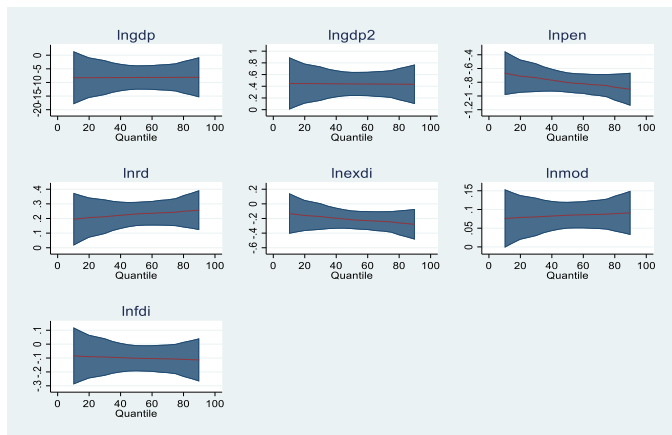 lngdp
lngdp2
lnpen
-20-15-10-5 0
0 .2 .4 .6 .8 1
-1.2-1 -.8-.6-.4
0 20 40 60 80 100
0 20 40 60 80 100
0 20 40 60 80 100
Quantile
Quantile
Quantile
lnrd
lnexdi
lnmod
0 .1 .2 .3 .4
-.6-.4-.2 0 .2
0 .05 .1 .15
0 20 40 60 80 100
0 20 40 60 80 100
0 20 40 60 80 100
Quantile
Quantile
Quantile
lnfdi
-.3-.2-.1 0 .1
0 20 40 60 80 100
Quantile